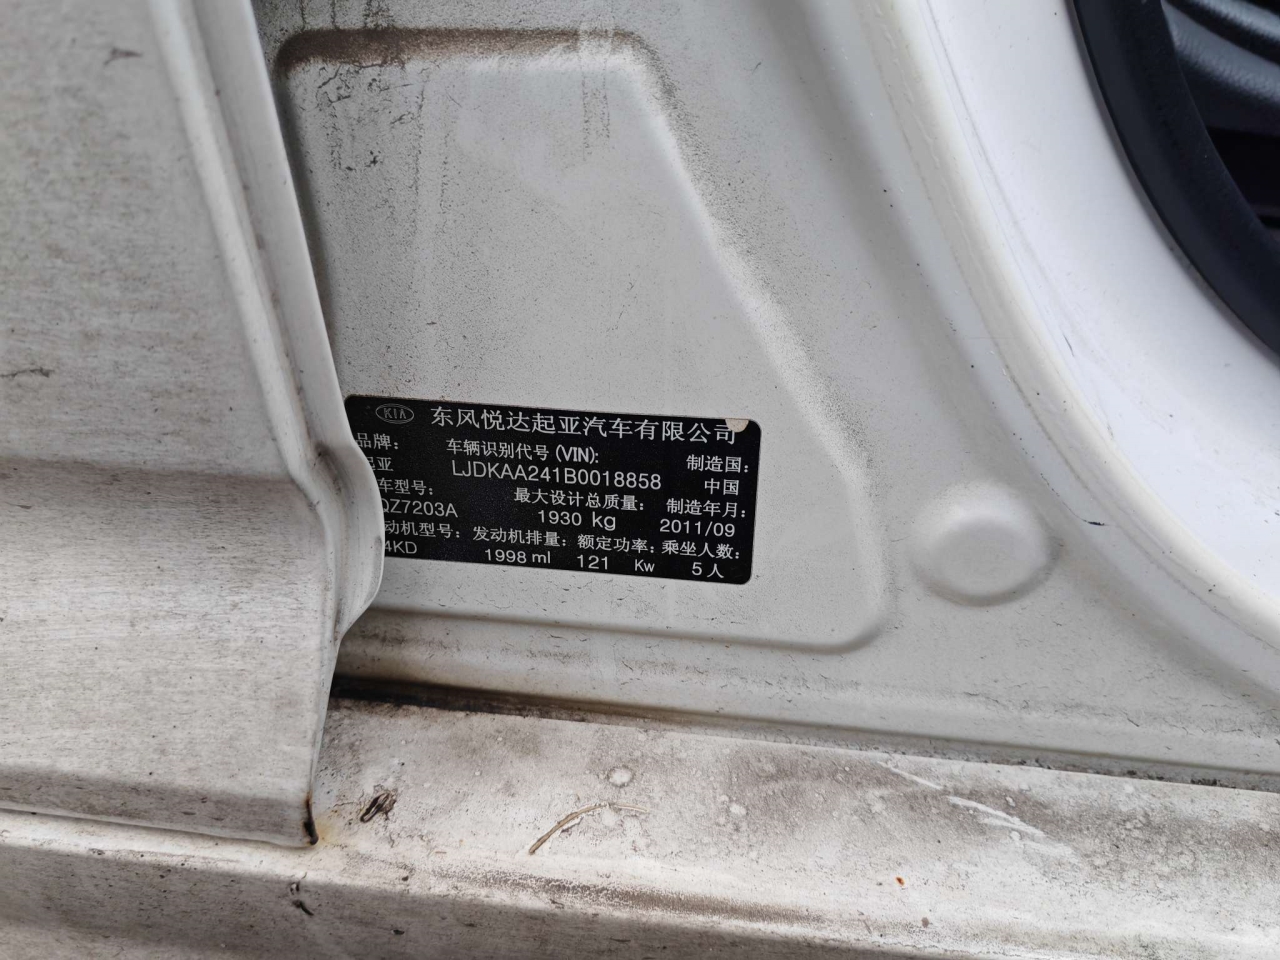 KIA 东风悦达起亚汽车有限公司
品牌： 车辆识别代号(VIN): 制造国：
亚 LJDKAA241B0018858 中国
车型号： 最大设计总质量： 制造年月：
QZ7203A 1930 kg 2011/09
动机型号： 发动机排量： 额定功率： 乘坐人数：
4KD 1998 ml 121 Kw 5人